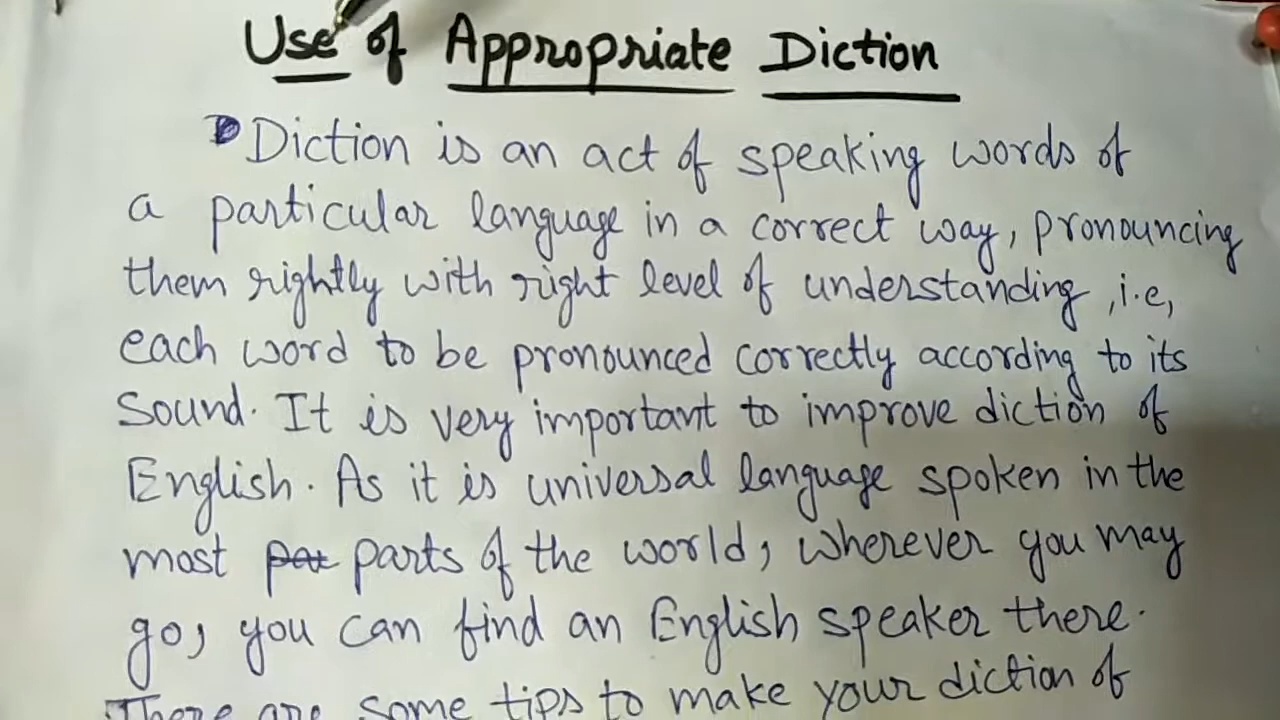 Use of Appropriate Diction
Diction is an act of speaking words of
a particular language in a correct way, pronouncing
them rightly with right level of understanding, i.e,
each word to be pronounced correctly according to its
Sound. It is very important to improve diction of
English. As it is universal language spoken in the
most pat parts of the world, wherever you may
go, you can find an English speaker there.
There are some tips to make your diction of